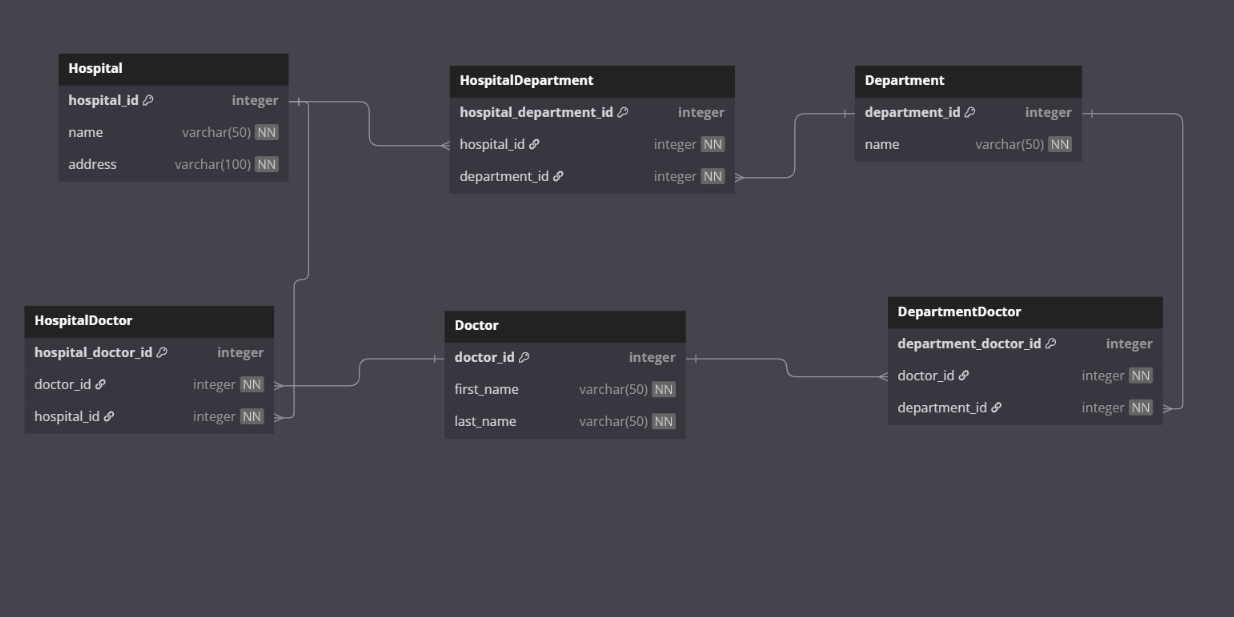 Hospital
hospital_id integer
name varchar(50) NN
address varchar(100) NN
HospitalDepartment
hospital_department_id integer
hospital_id integer NN
department_id integer NN
Department
department_id integer
name varchar(50) NN
HospitalDoctor
hospital_doctor_id integer
doctor_id integer NN
hospital_id integer NN
Doctor
doctor_id integer
first_name varchar(50) NN
last_name varchar(50) NN
DepartmentDoctor
department_doctor_id integer
doctor_id integer NN
department_id integer NN